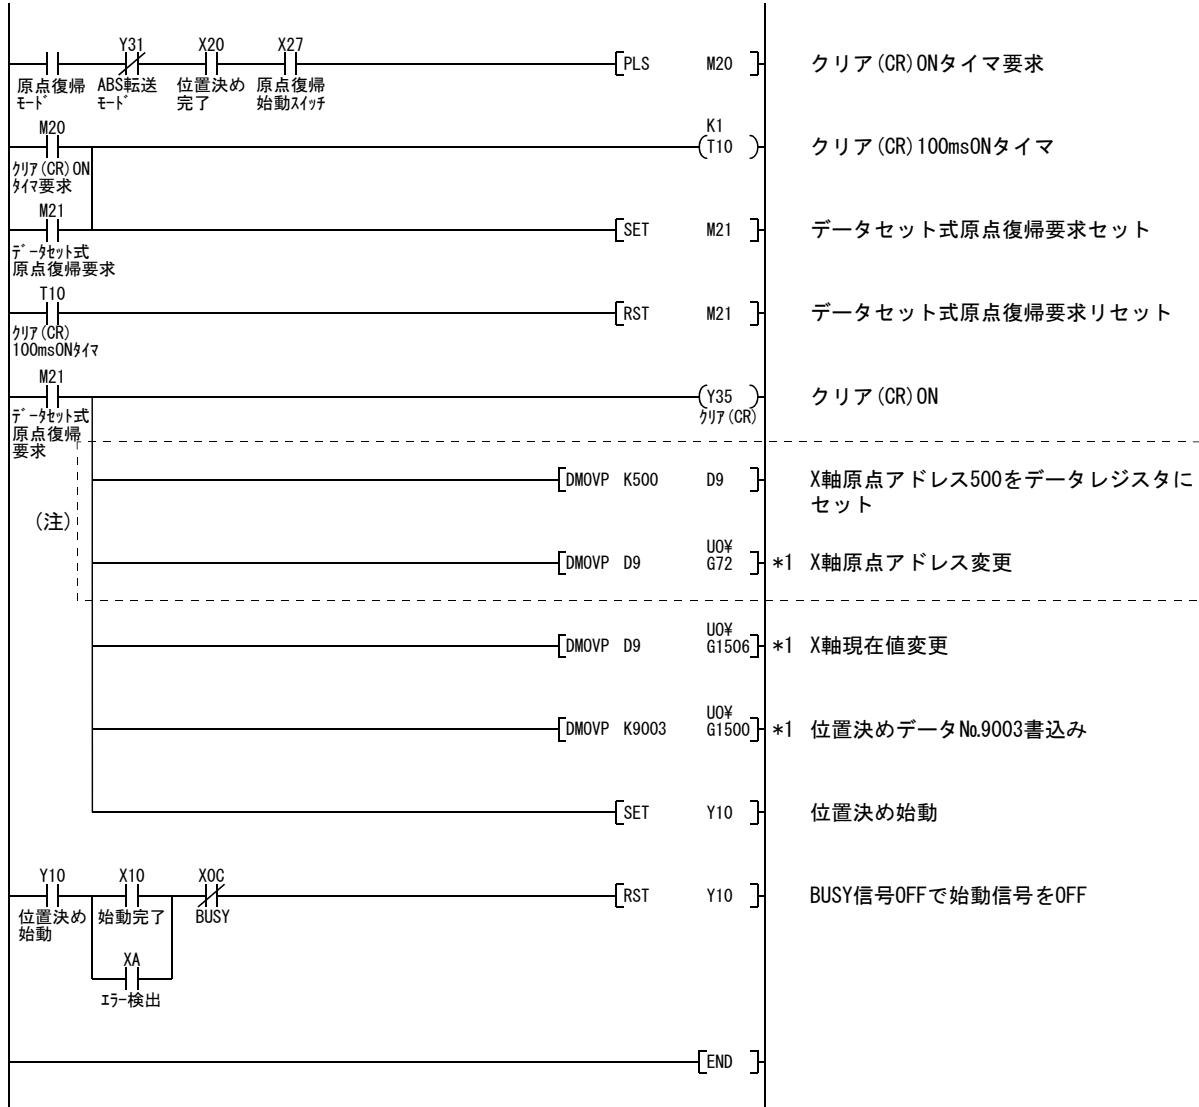 Y31 X20 X27
PLS M20 クリア(CR)ONタイマ要求
原点復帰 ABS転送 位置決め 原点復帰
ﾓｰﾄﾞ ﾓｰﾄﾞ 完了 始動ｽｲｯﾁ
M20 K1
T10 クリア(CR)100msONタイマ
ｸﾘｱ(CR)ON
ﾀｲﾏ要求
M21
SET M21 データセット式原点復帰要求セット
ﾃﾞｰﾀｾｯﾄ式
原点復帰要求
T10
RST M21 データセット式原点復帰要求リセット
ｸﾘｱ(CR)
100msONﾀｲﾏ
M21
Y35 クリア(CR)ON
ﾃﾞｰﾀｾｯﾄ式 ｸﾘｱ(CR)
原点復帰
要求
DMOVP K500 D9 X軸原点アドレス500をデータレジスタに
セット
(注)
U0¥
DMOVP D9 G72 *1 X軸原点アドレス変更
U0¥
DMOVP D9 G1506 *1 X軸現在値変更
U0¥
DMOVP K9003 G1500 *1 位置決めデータ№9003書込み
SET Y10 位置決め始動
Y10 X10 X0C
RST Y10 BUSY信号OFFで始動信号をOFF
位置決め 始動完了 BUSY
始動
XA
ｴﾗｰ検出
END